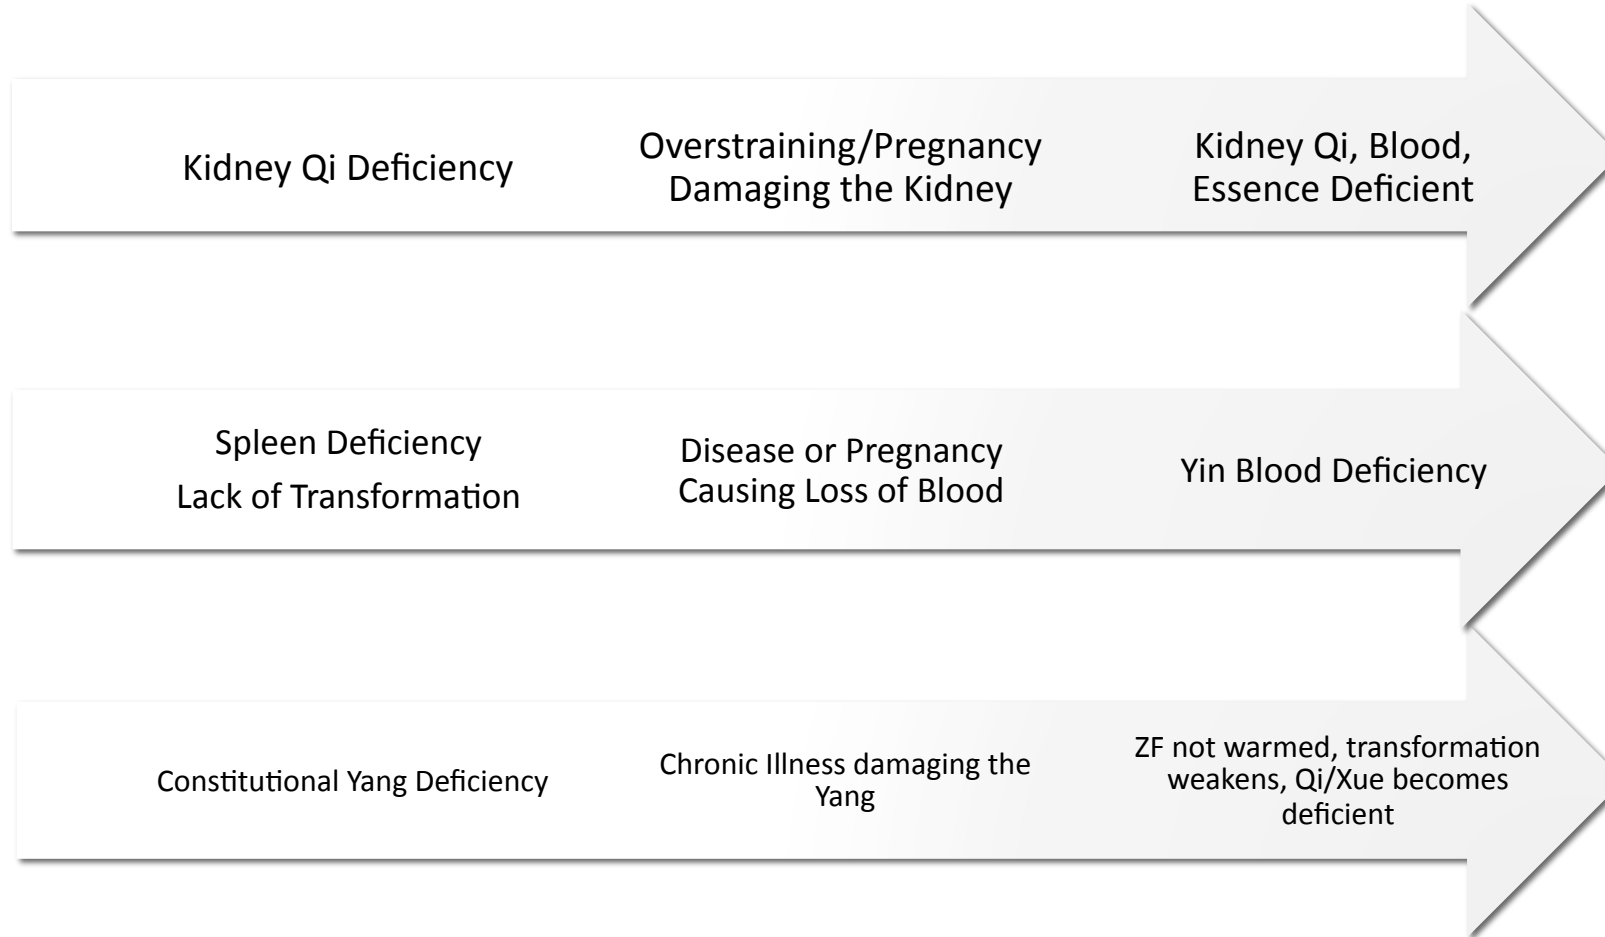 Kidney Qi Deficiency
Overstraining/Pregnancy
Damaging the Kidney
Kidney Qi, Blood,
Essence Deficient
Spleen Deficiency
Lack of Transformation
Disease or Pregnancy
Causing Loss of Blood
Yin Blood Deficiency
Constitutional Yang Deficiency
Chronic Illness damaging the
Yang
ZF not warmed, transformation
weakens, Qi/Xue becomes
deficient